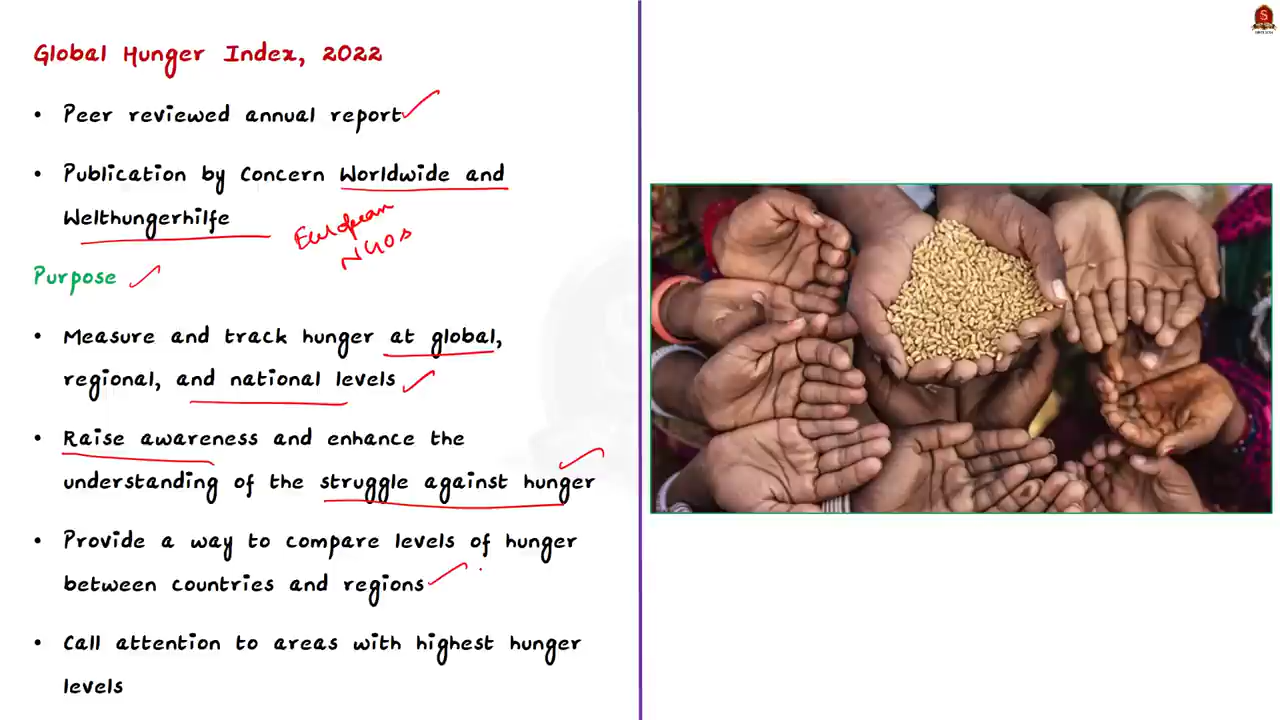 Global Hunger Index, 2022
• Peer reviewed annual report
• Publication by Concern Worldwide and
Welthungerhilfe
European
NGOs
Purpose
• Measure and track hunger at global,
regional, and national levels
• Raise awareness and enhance the
understanding of the struggle against hunger
• Provide a way to compare levels of hunger
between countries and regions
• Call attention to areas with highest hunger
levels